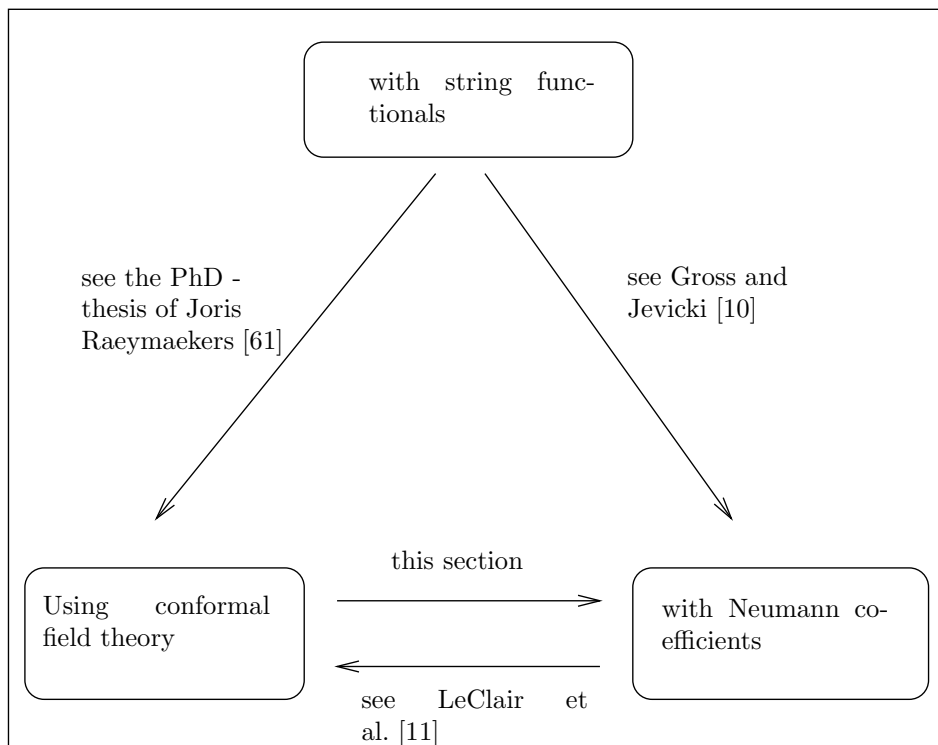 with string func-
tionals
see the PhD -
thesis of Joris
Raeymaekers [61]
see Gross and
Jevicki [10]
this section
Using conformal
field theory
with Neumann co-
efficients
see LeClair et
al. [11]